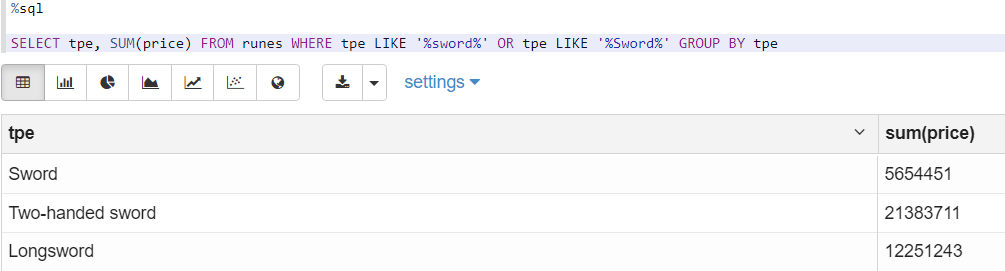 %sql
SELECT tpe, SUM(price) FROM runes WHERE tpe LIKE '%sword%' OR tpe LIKE '%Sword%' GROUP BY tpe
settings
tpe sum(price)
Sword 5654451
Two-handed sword 21383711
Longsword 12251243